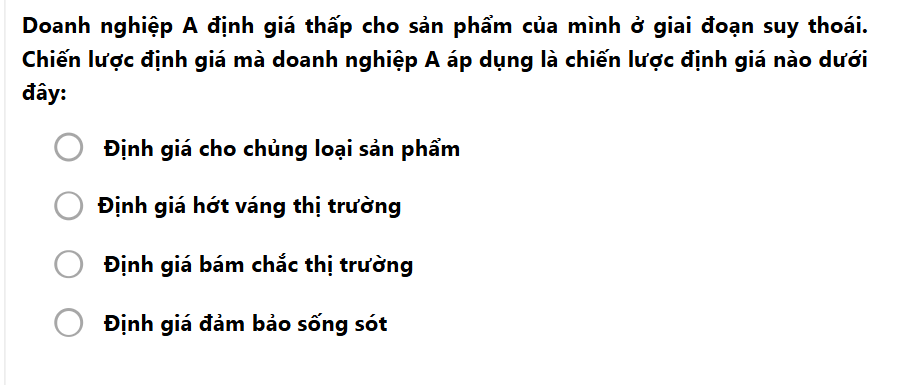 Doanh nghiệp A định giá thấp cho sản phẩm của mình ở giai đoạn suy thoái.
Chiến lược định giá mà doanh nghiệp A áp dụng là chiến lược định giá nào dưới
đây:
Định giá cho chủng loại sản phẩm
Định giá hớt váng thị trường
Định giá bám chắc thị trường
Định giá đảm bảo sống sót